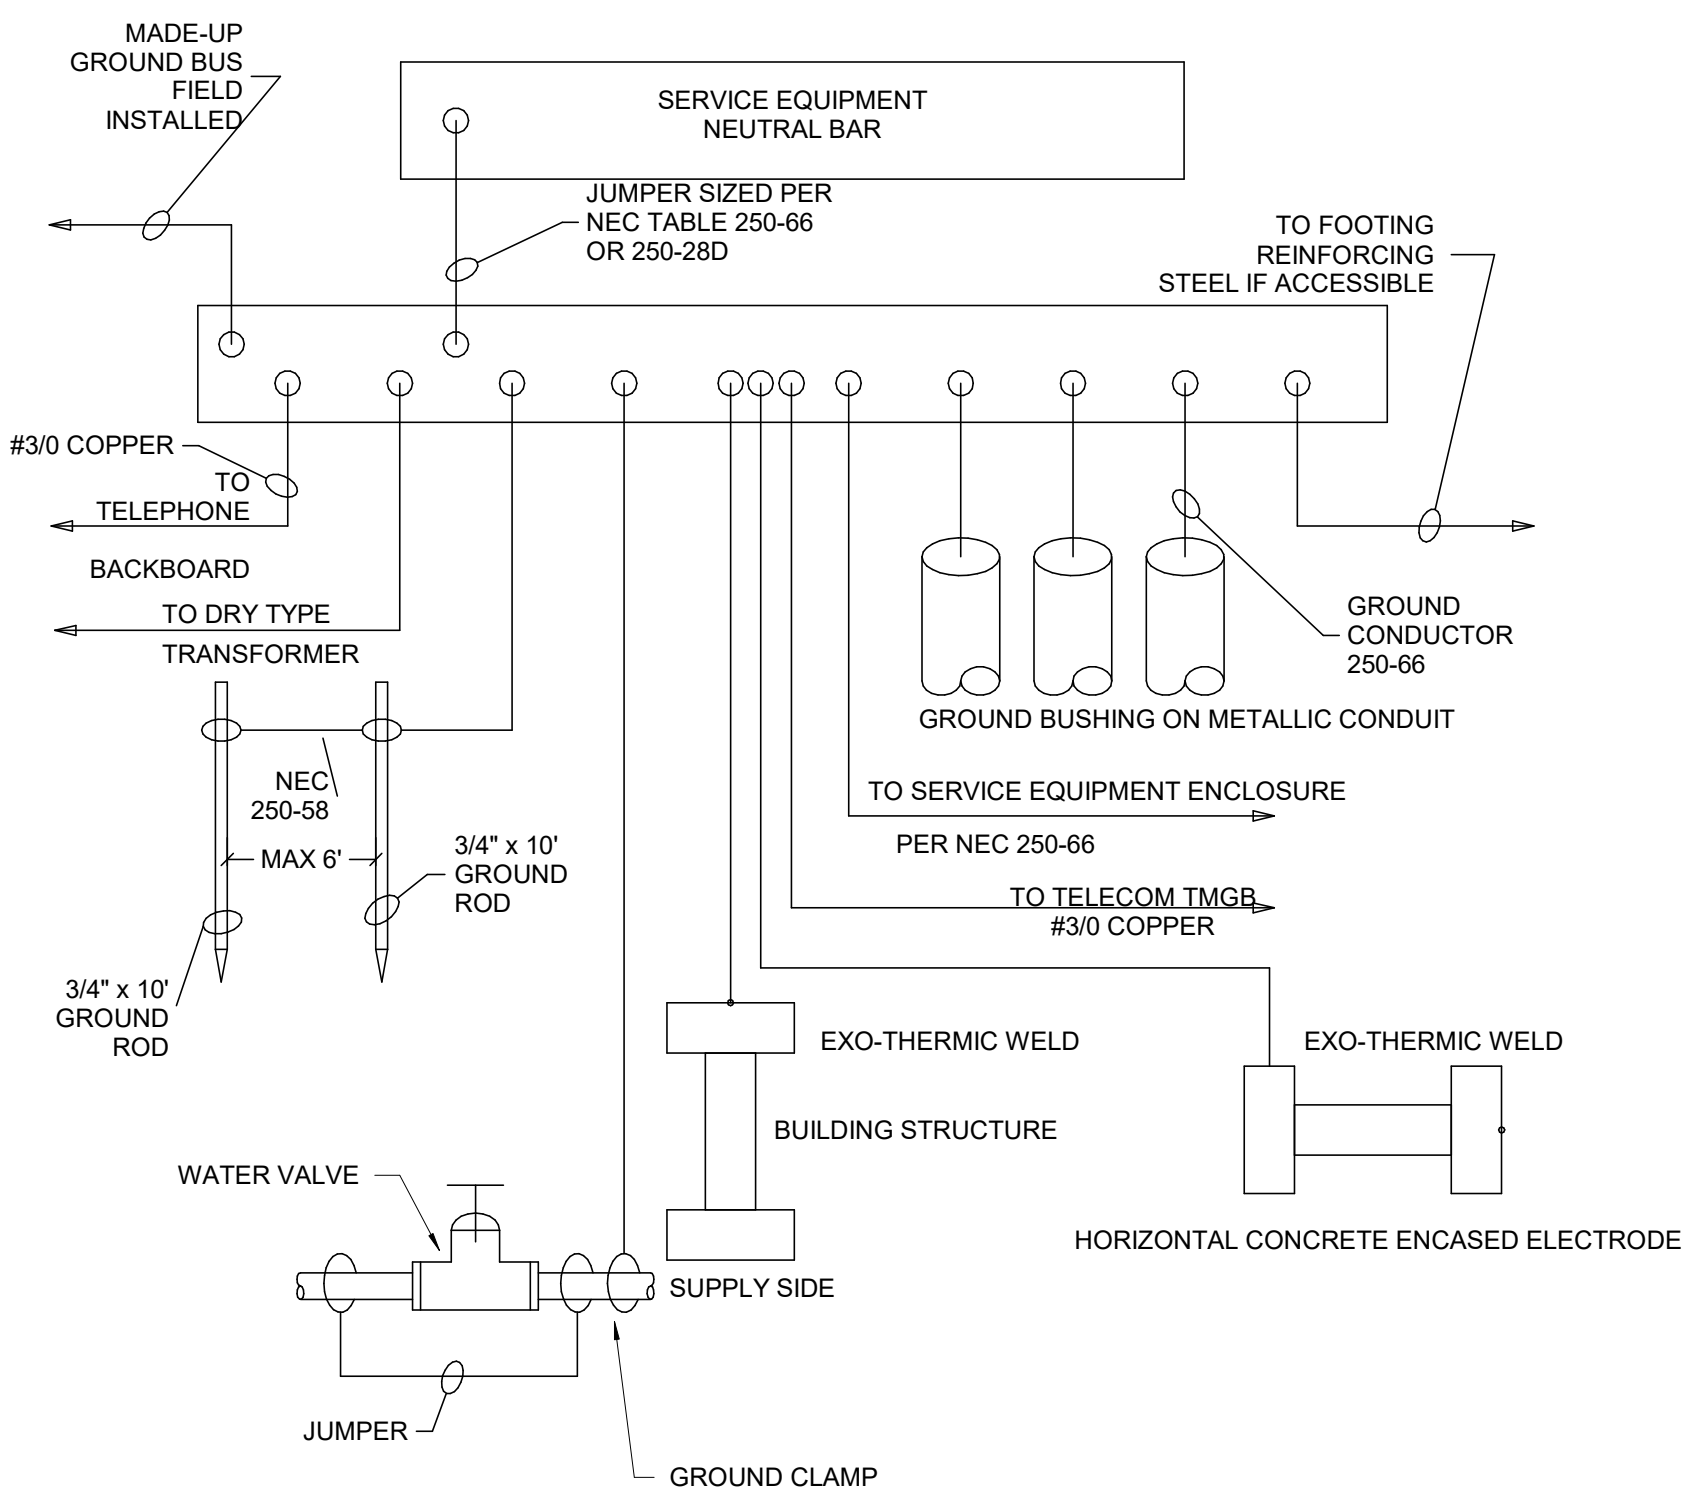 MADE-UP
GROUND BUS
FIELD
INSTALLED
SERVICE EQUIPMENT
NEUTRAL BAR
JUMPER SIZED PER
NEC TABLE 250-66
OR 250-28D
TO FOOTING
REINFORCING
STEEL IF ACCESSIBLE
#3/0 COPPER
TO
TELEPHONE
BACKBOARD
TO DRY TYPE
TRANSFORMER
GROUND
CONDUCTOR
250-66
GROUND BUSHING ON METALLIC CONDUIT
NEC
250-58
MAX 6'
3/4" x 10'
GROUND
ROD
3/4" x 10'
GROUND
ROD
TO SERVICE EQUIPMENT ENCLOSURE
PER NEC 250-66
TO TELECOM TMGB
#3/0 COPPER
EXO-THERMIC WELD
EXO-THERMIC WELD
BUILDING STRUCTURE
WATER VALVE
HORIZONTAL CONCRETE ENCASED ELECTRODE
SUPPLY SIDE
JUMPER
GROUND CLAMP